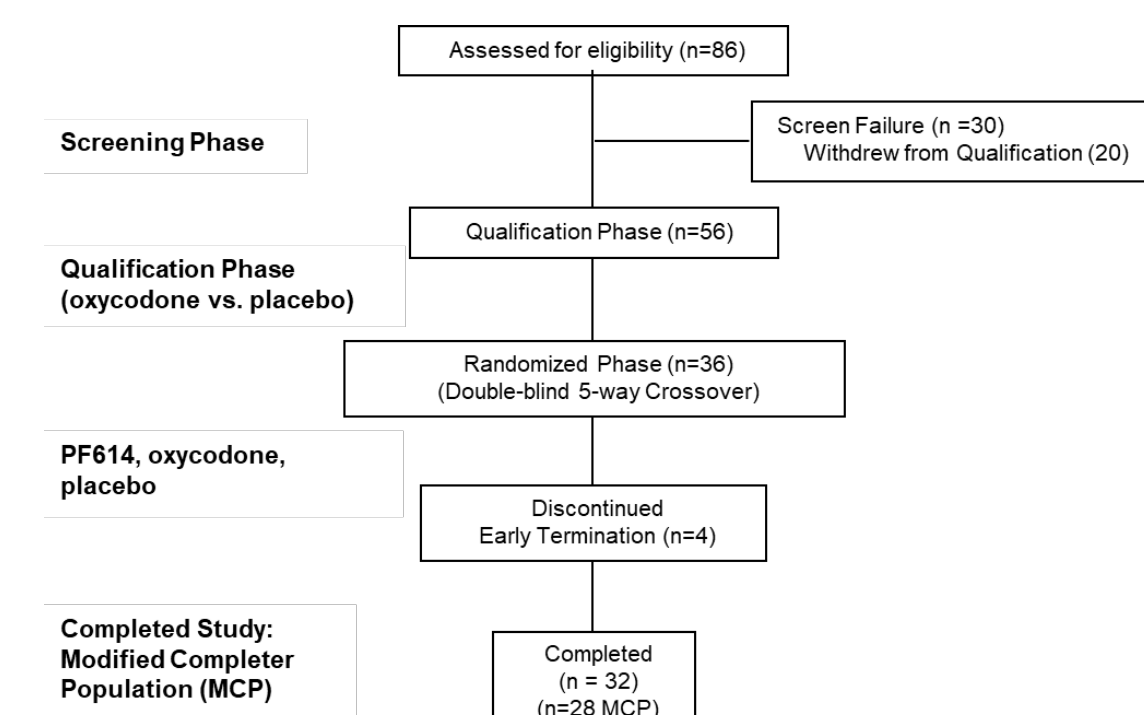 Assessed for eligibility (n=86)
Screening Phase
Screen Failure (n =30)
Withdrew from Qualification (20)
Qualification Phase (n=56)
Qualification Phase
(oxycodone vs. placebo)
Randomized Phase (n=36)
(Double-blind 5-way Crossover)
PF614, oxycodone,
placebo
Discontinued
Early Termination (n=4)
Completed Study:
Modified Completer
Population (MCP)
Completed
(n = 32)
(n=28 MCP)